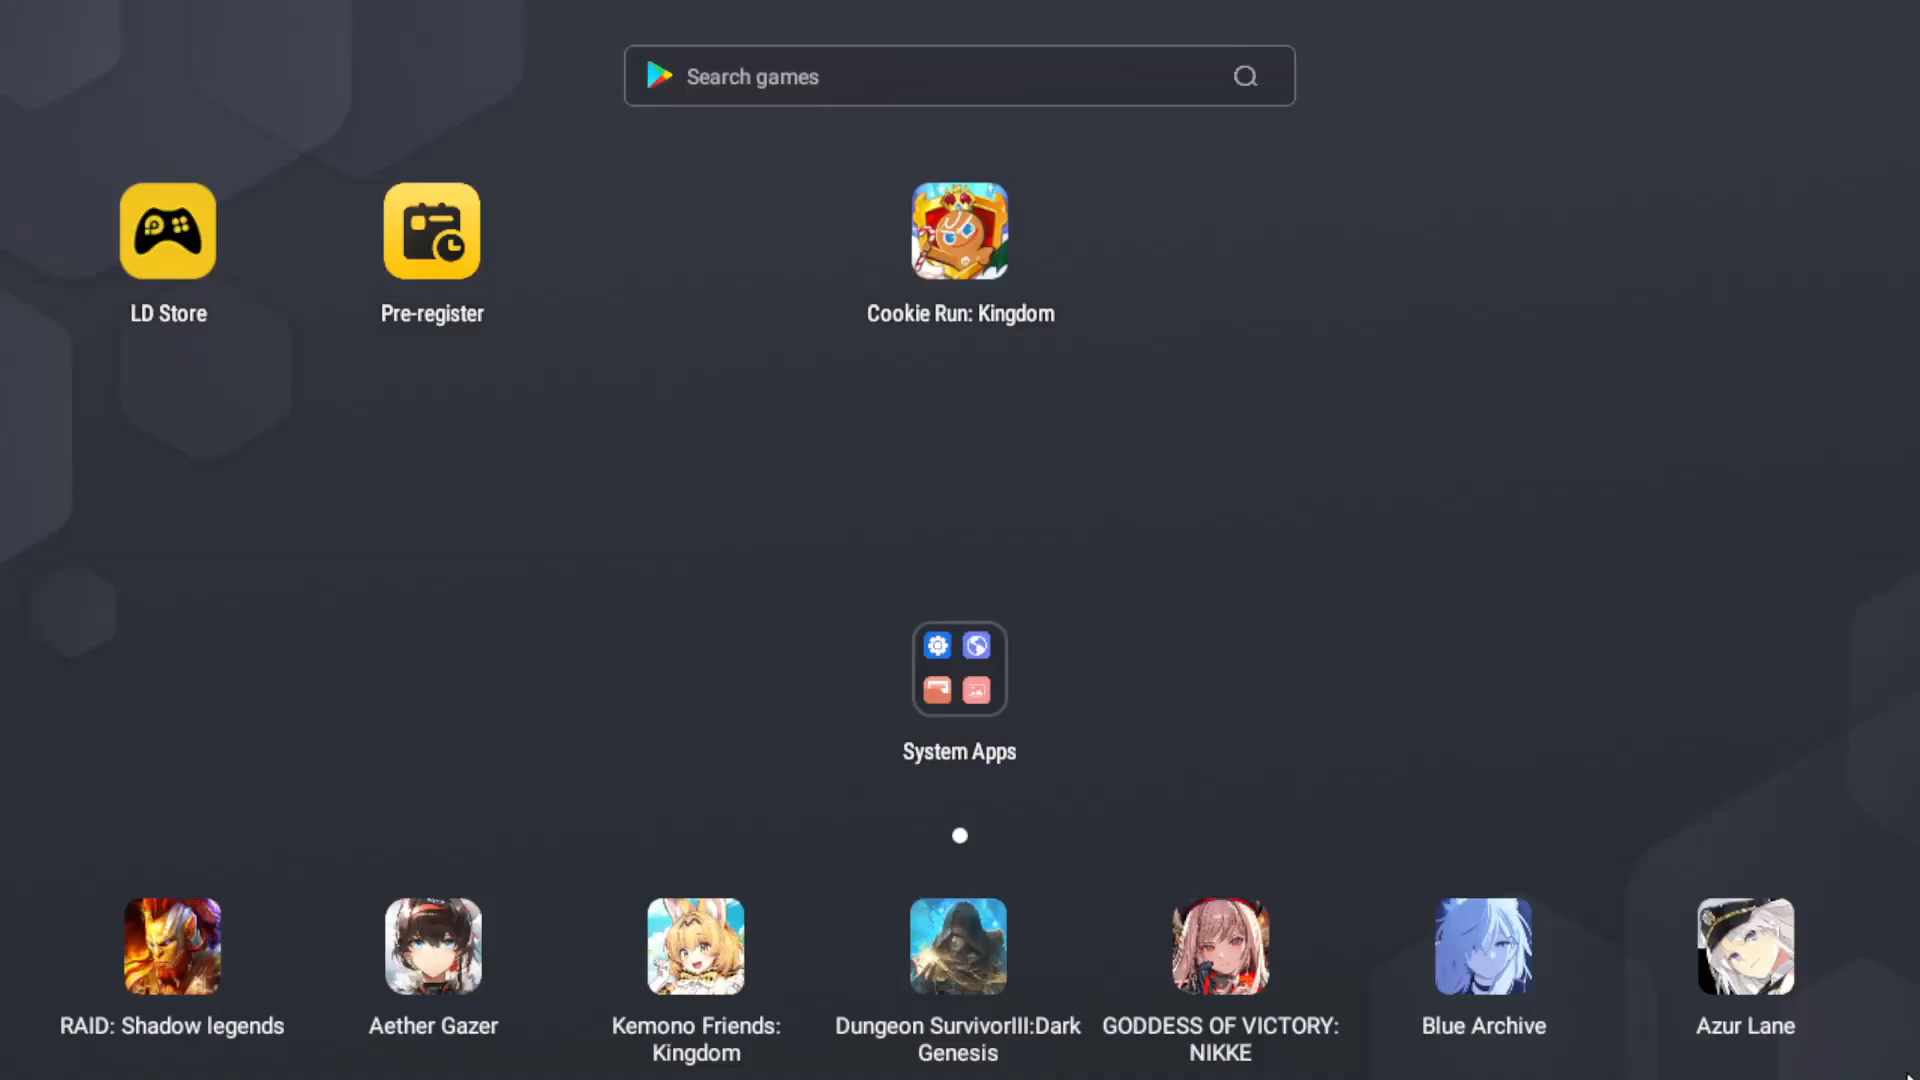 Search games
LD Store
Pre-register
Cookie Run: Kingdom
System Apps
RAID: Shadow legends
Aether Gazer
Kemono Friends:
Kingdom
Dungeon SurvivorIII:Dark
Genesis
GODDESS OF VICTORY:
NIKKE
Blue Archive
Azur Lane